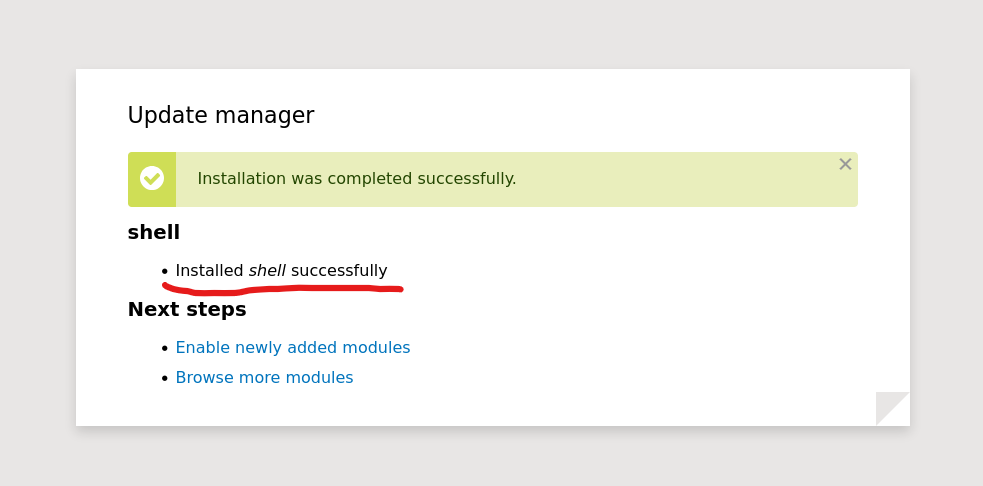 Update manager
Installation was completed successfully.
shell
Installed shell successfully
Next steps
Enable newly added modules
Browse more modules